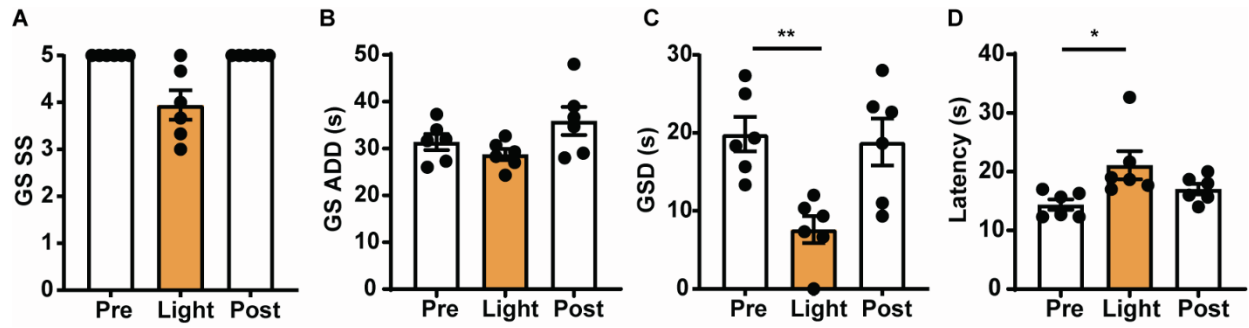 A
GS SS
5
4
3
2
1
0
Pre Light Post
B
GS ADD (s)
50
40
30
20
10
0
Pre Light Post
C
**
GSD (s)
30
20
10
0
Pre Light Post
D
*
Latency (s)
40
30
20
10
0
Pre Light Post